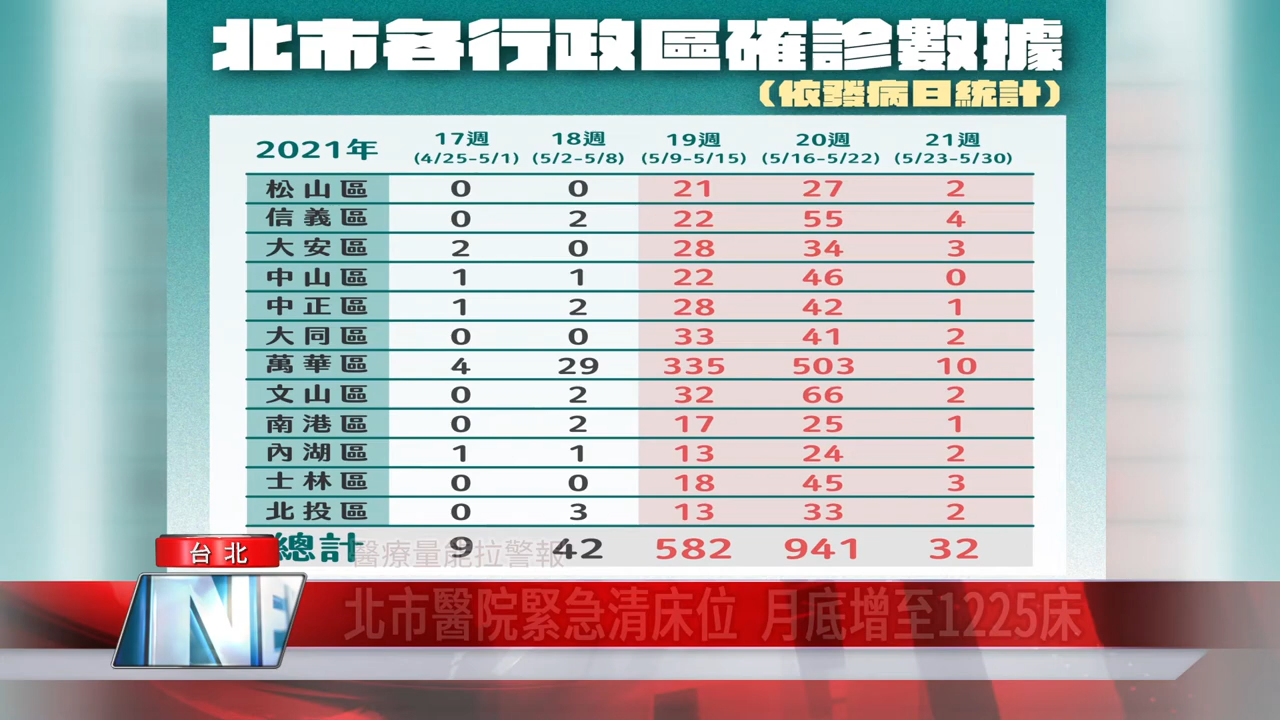 北市各行政區確診數據
(依發病日統計)
2021年 17週 (4/25-5/1) 18週 (5/2-5/8) 19週 (5/9-5/15) 20週 (5/16-5/22) 21週 (5/23-5/30)
松山區 0 0 21 27 2
信義區 0 2 22 55 4
大安區 2 0 28 34 3
中山區 1 1 22 46 0
中正區 1 2 28 42 1
大同區 0 0 33 41 2
萬華區 4 29 335 503 10
文山區 0 2 32 66 2
南港區 0 2 17 25 1
內湖區 1 1 13 24 2
士林區 0 0 18 45 3
北投區 0 3 13 33 2
總計 9 42 582 941 32
台北
醫療量能拉警報
北市醫院緊急清床位 月底增至1225床
NE